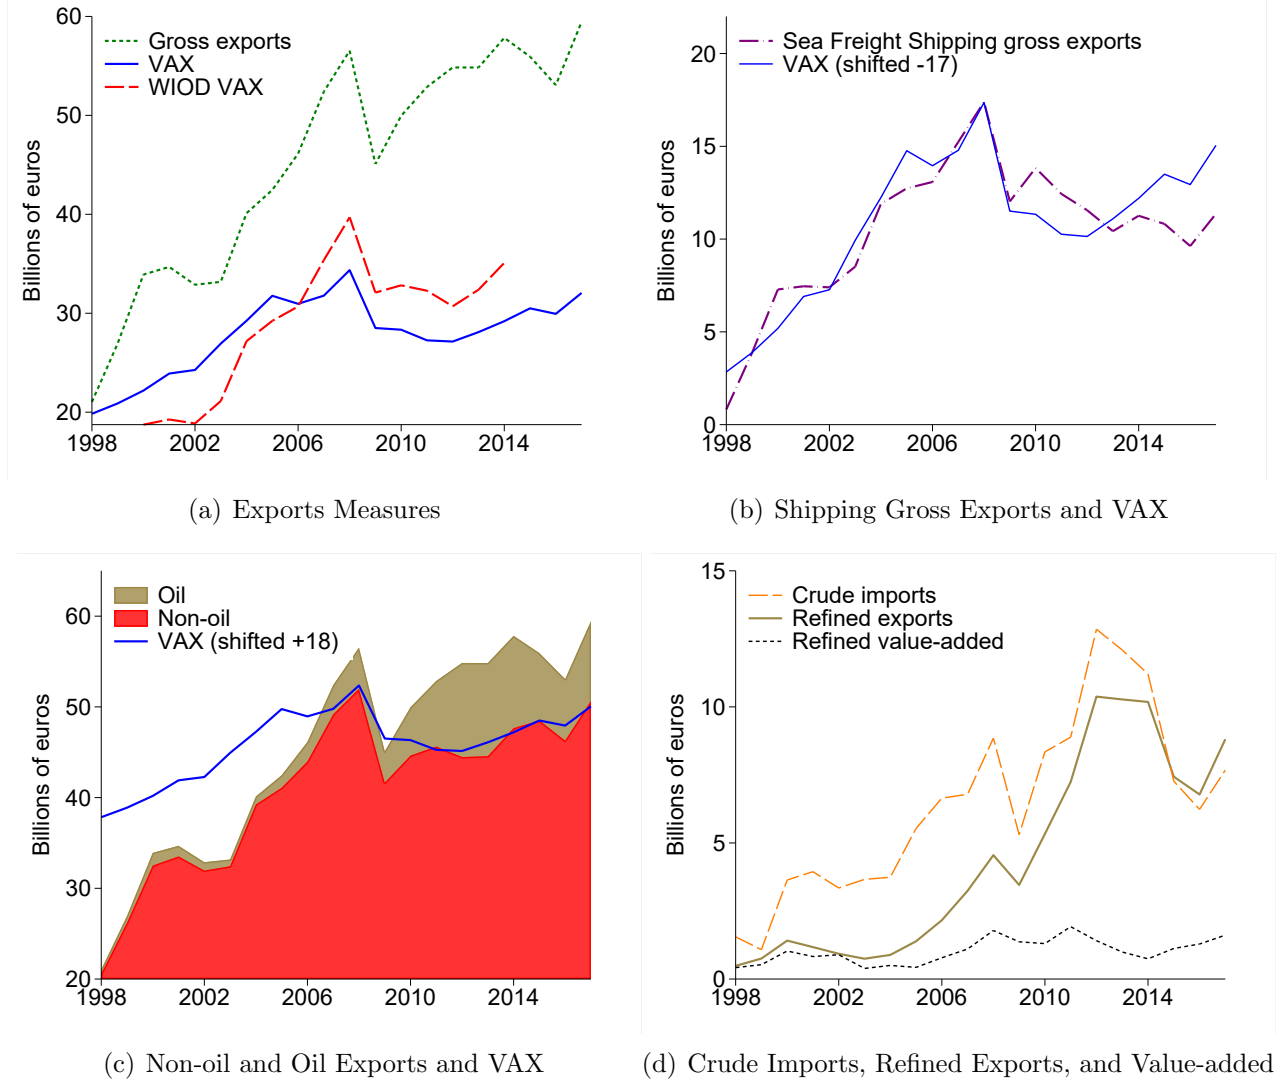 Gross exports
VAX
WIOD VAX
Billions of euros
60
50
40
30
20
1998 2002 2006 2010 2014
(a) Exports Measures
Sea Freight Shipping gross exports
VAX (shifted -17)
Billions of euros
20
15
10
5
0
1998 2002 2006 2010 2014
(b) Shipping Gross Exports and VAX
Oil
Non-oil
VAX (shifted +18)
Billions of euros
60
50
40
30
20
1998 2002 2006 2010 2014
(c) Non-oil and Oil Exports and VAX
Crude imports
Refined exports
Refined value-added
Billions of euros
15
10
5
0
1998 2002 2006 2010 2014
(d) Crude Imports, Refined Exports, and Value-added